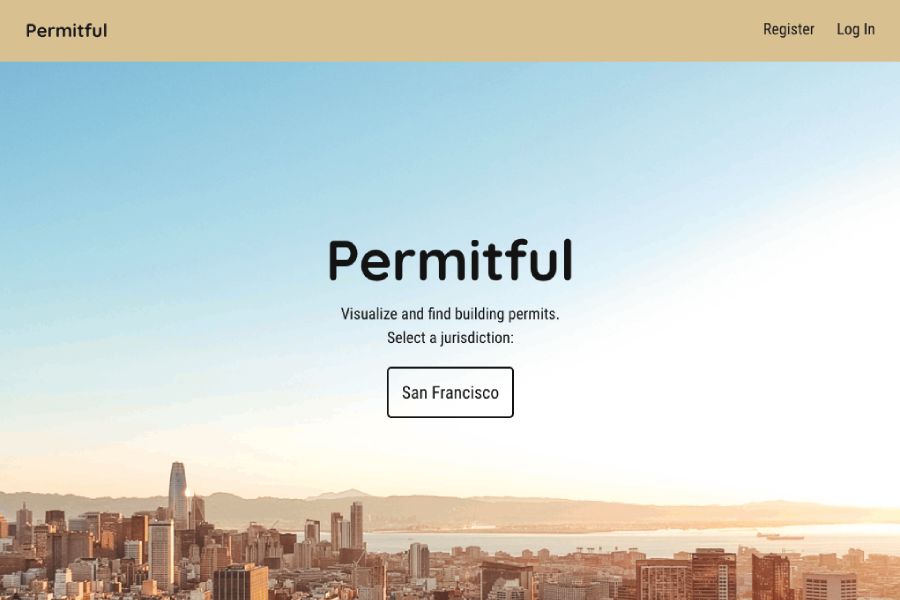 Permitful
Register
Log In
Permitful
Visualize and find building permits.
Select a jurisdiction:
San Francisco